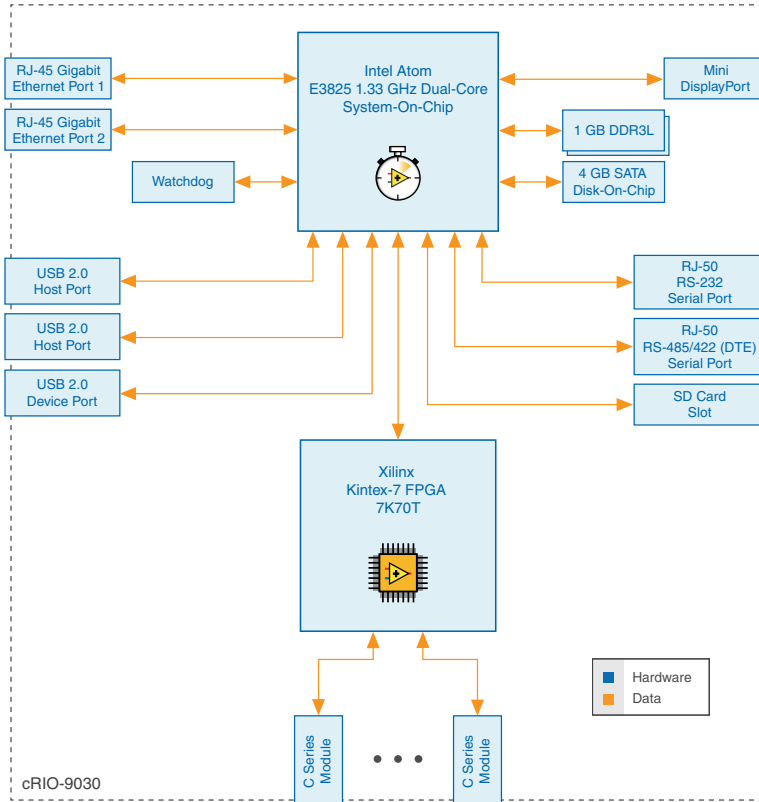 RJ-45 Gigabit
Ethernet Port 1
RJ-45 Gigabit
Ethernet Port 2
Watchdog
Intel Atom
E3825 1.33 GHz Dual-Core
System-On-Chip
Mini
DisplayPort
1 GB DDR3L
4 GB SATA
Disk-On-Chip
USB 2.0
Host Port
USB 2.0
Host Port
USB 2.0
Device Port
RJ-50
RS-232
Serial Port
RJ-50
RS-485/422 (DTE)
Serial Port
SD Card
Slot
Xilinx
Kintex-7 FPGA
7K70T
Hardware
Data
C Series
Module
C Series
Module
cRIO-9030